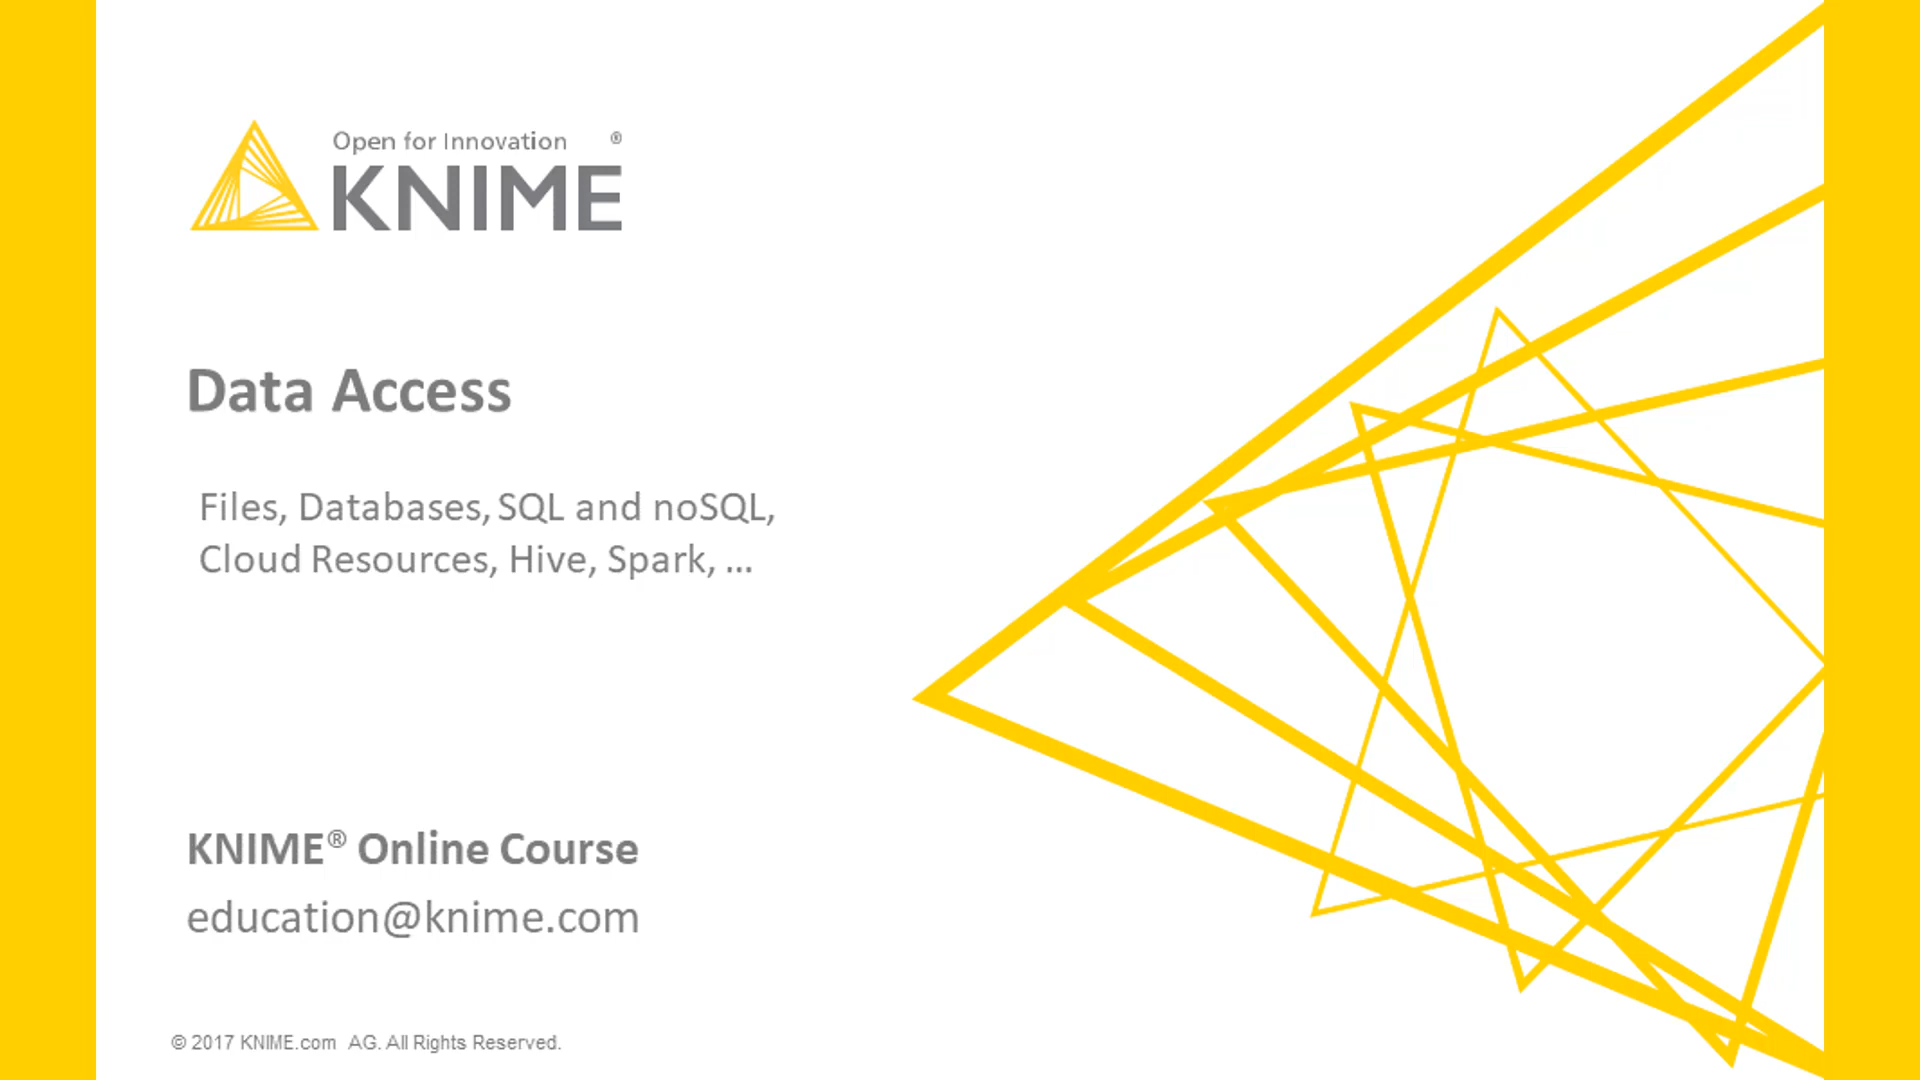 Open for Innovation ®
KNIME
Data Access
Files, Databases, SQL and noSQL,
Cloud Resources, Hive, Spark, ...
KNIME® Online Course
education@knime.com
© 2017 KNIME.com AG. All Rights Reserved.